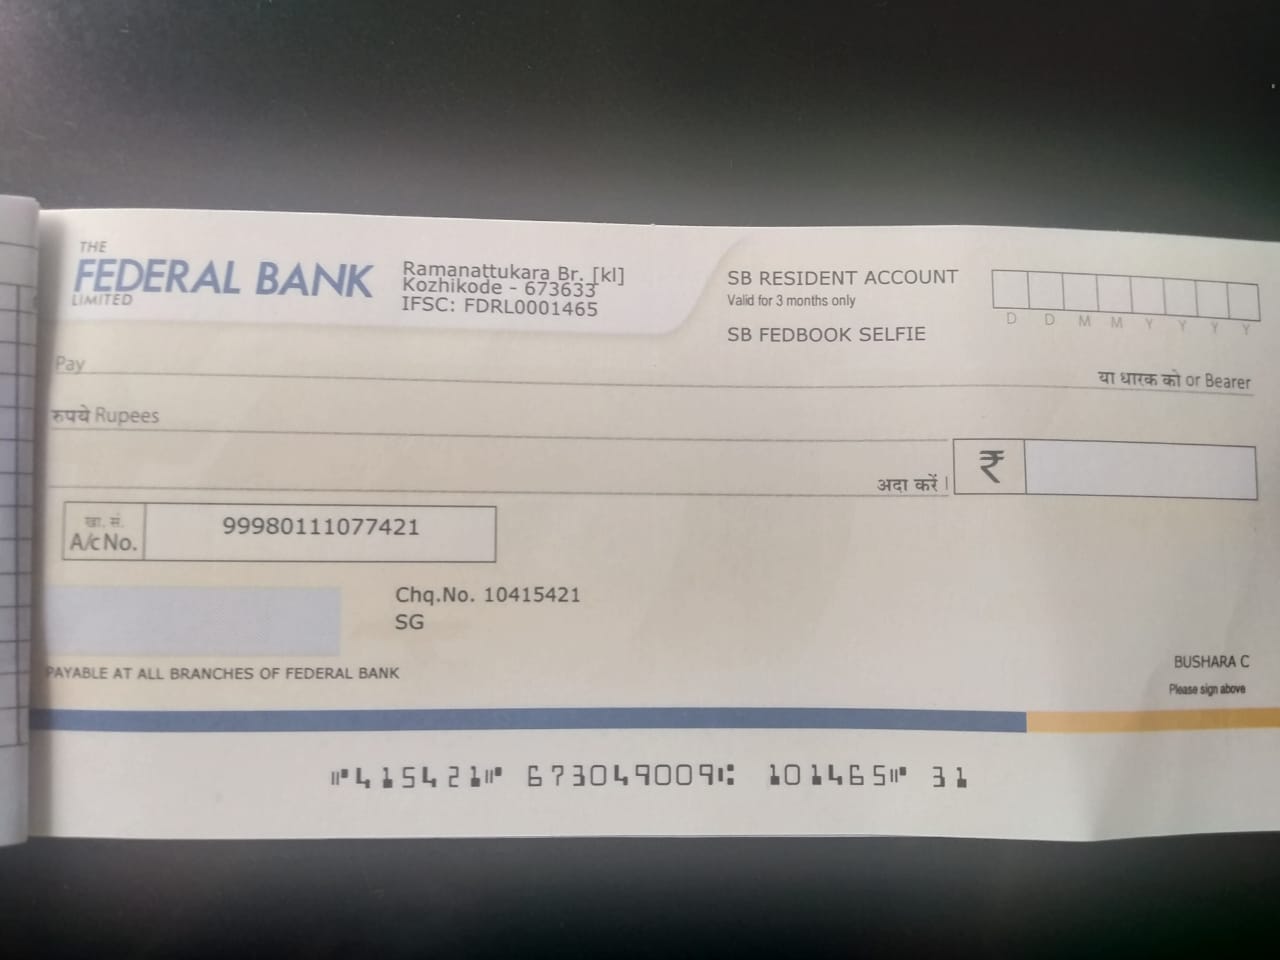 THE
FEDERAL BANK
LIMITED
Ramanattukara Br. [kl]
Kozhikode - 673633
IFSC: FDRL0001465
SB RESIDENT ACCOUNT
Valid for 3 months only
SB FEDBOOK SELFIE
D D M M Y Y Y Y
Pay
या धारक को or Bearer
रुपये Rupees
अदा करें।
₹
खा. सं.
A/c No.
99980111077421
Chq.No. 10415421
SG
PAYABLE AT ALL BRANCHES OF FEDERAL BANK
BUSHARA C
Please sign above
⑈415421⑈ 673049009⑆ 101465⑈ 31